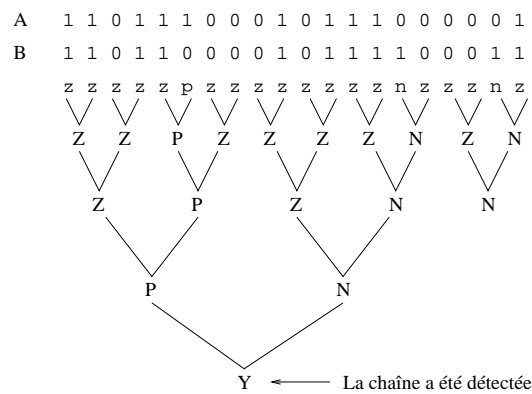 A 1 1 0 1 1 1 0 0 0 1 0 1 1 1 0 0 0 0 0 1
B 1 1 0 1 1 0 0 0 0 1 0 1 1 1 1 0 0 0 1 1
z z z z z p z z z z z z z z n z z z n z
Z Z P Z Z Z Z N Z N
Z P Z N N
P N
Y La chaîne a été détectée